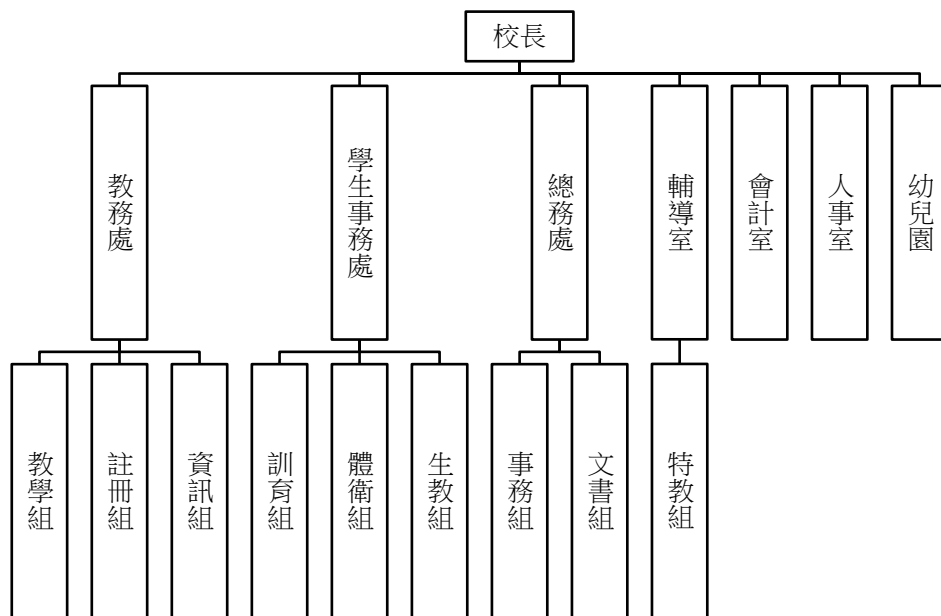 校長
教務處
學生事務處
總務處
輔導室
會計室
人事室
幼兒園
教學組
註冊組
資訊組
訓育組
體衛組
生教組
事務組
文書組
特教組